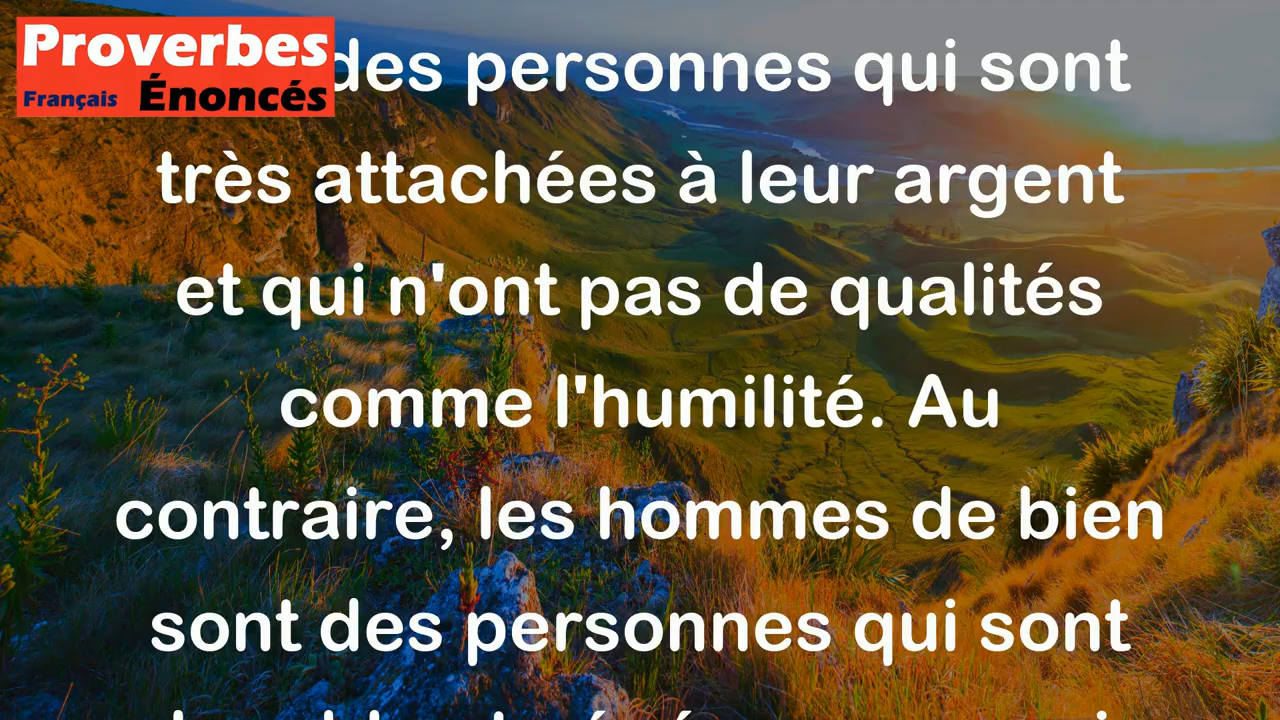 Proverbes
Français Énoncés
des personnes qui sont
très attachées à leur argent
et qui n'ont pas de qualités
comme l'humilité. Au
contraire, les hommes de bien
sont des personnes qui sont